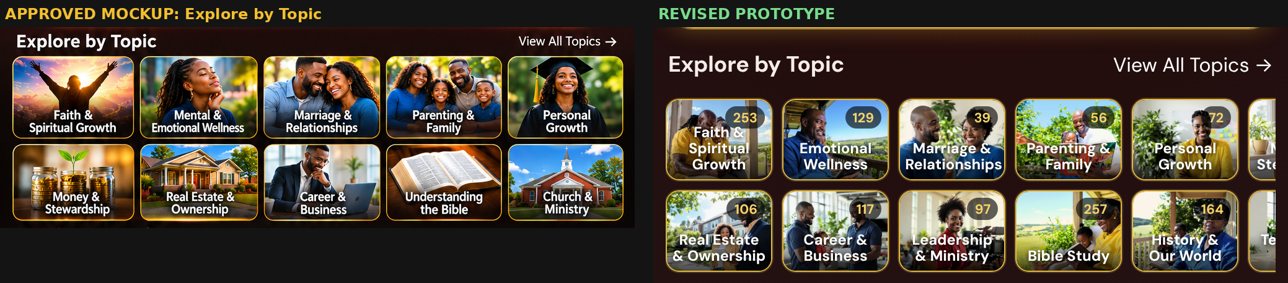 APPROVED MOCKUP: Explore by Topic
Explore by Topic
View All Topics →
Faith &
Spiritual Growth
Mental &
Emotional Wellness
Marriage &
Relationships
Parenting &
Family
Personal
Growth
Money &
Stewardship
Real Estate &
Ownership
Career &
Business
Understanding
the Bible
Church &
Ministry
REVISED PROTOTYPE
Explore by Topic
View All Topics →
253
Faith &
Spiritual
Growth
129
Emotional
Wellness
39
Marriage &
Relationships
56
Parenting &
Family
72
Personal
Growth
106
Real Estate
& Ownership
117
Career &
Business
97
Leadership
& Ministry
257
Bible Study
164
History &
Our World